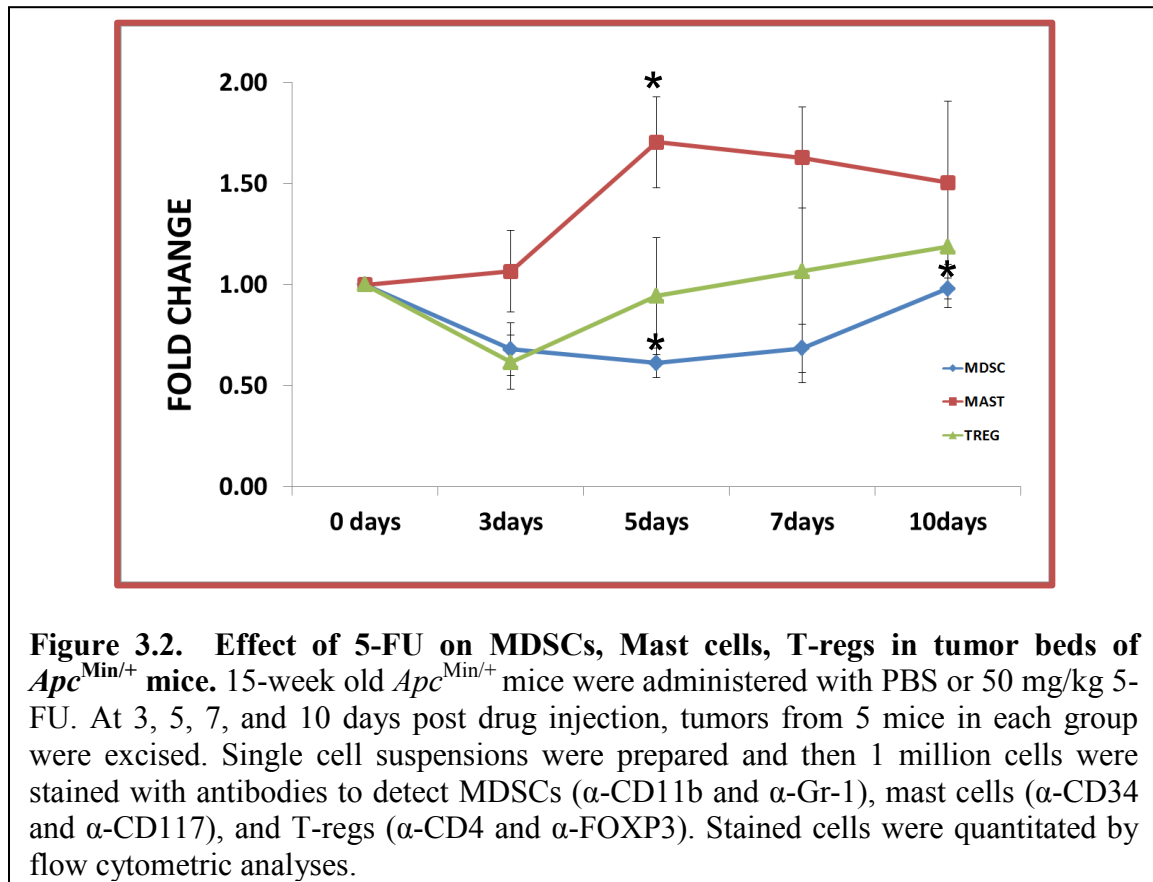 *
2.00
1.50
1.00
0.50
0.00
FOLD CHANGE
*
*
MDSC
MAST
TREG
0 days 3days 5days 7days 10days
Figure 3.2. Effect of 5-FU on MDSCs, Mast cells, T-regs in tumor beds of
Apc^Min/+ mice. 15-week old Apc^Min/+ mice were administered with PBS or 50 mg/kg 5-
FU. At 3, 5, 7, and 10 days post drug injection, tumors from 5 mice in each group
were excised. Single cell suspensions were prepared and then 1 million cells were
stained with antibodies to detect MDSCs (α-CD11b and α-Gr-1), mast cells (α-CD34
and α-CD117), and T-regs (α-CD4 and α-FOXP3). Stained cells were quantitated by
flow cytometric analyses.